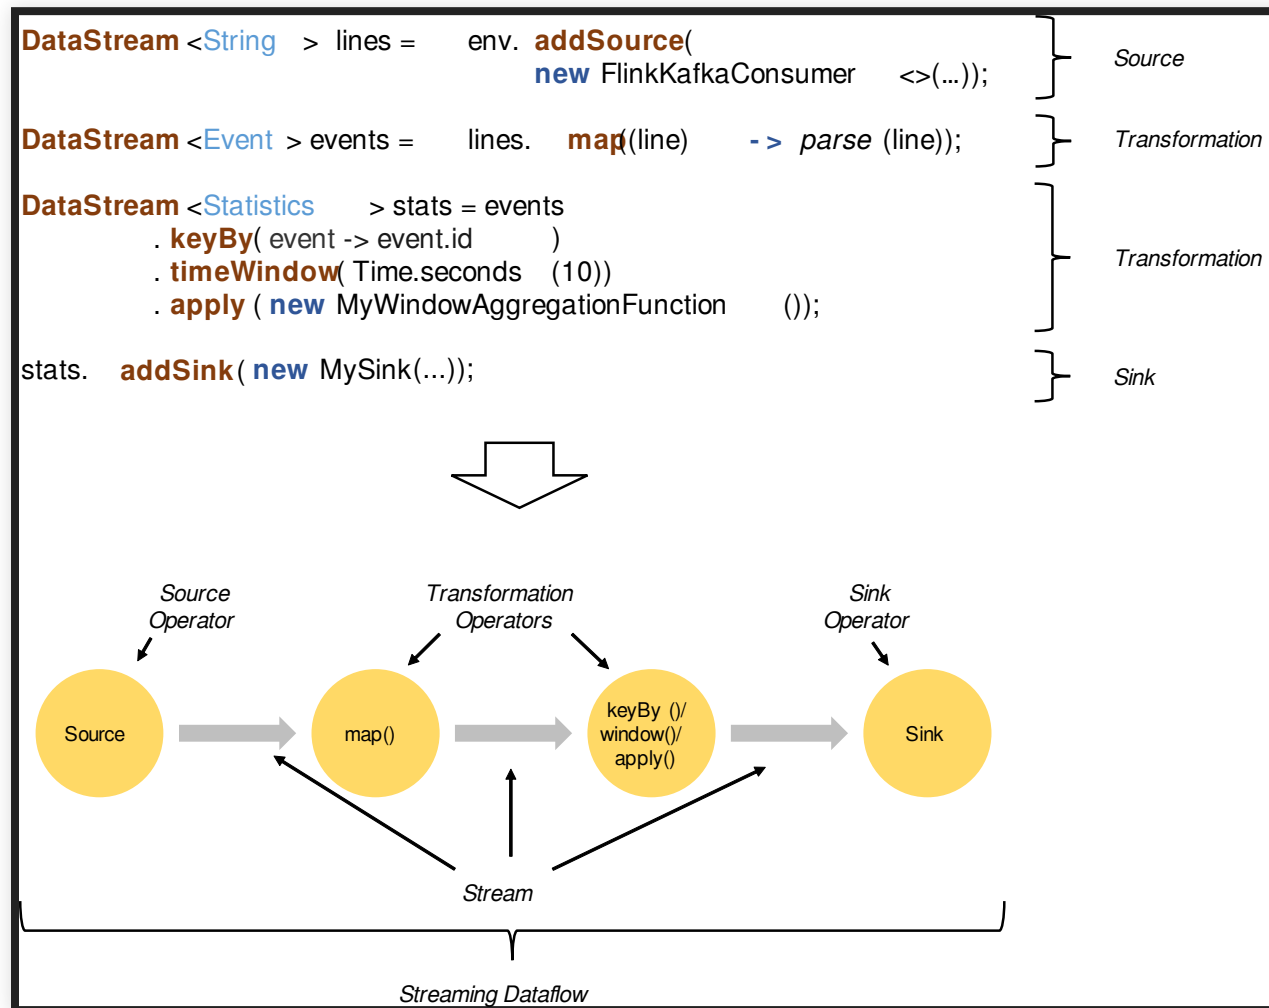 DataStream <String > lines = env. addSource(
new FlinkKafkaConsumer <>(...));
Source
DataStream <Event > events = lines. map((line) - > parse (line));
Transformation
DataStream <Statistics > stats = events
. keyBy( event -> event.id )
. timeWindow( Time.seconds (10))
. apply ( new MyWindowAggregationFunction ());
Transformation
stats. addSink( new MySink(...));
Sink
Source
Operator
Transformation
Operators
Sink
Operator
Source
map()
keyBy ()/
window()/
apply()
Sink
Stream
Streaming Dataflow